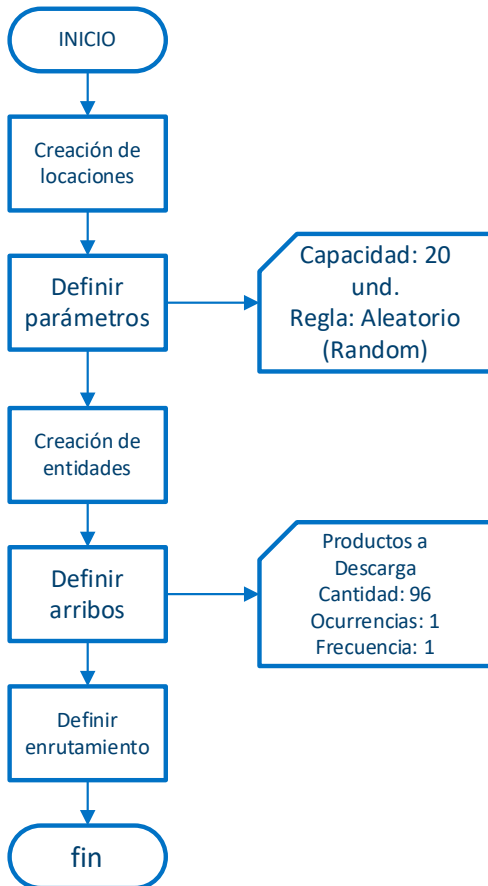 INICIO
Creación de
locaciones
Definir
parámetros
Capacidad: 20
und.
Regla: Aleatorio
(Random)
Creación de
entidades
Definir
arribos
Productos a
Descarga
Cantidad: 96
Ocurrencias: 1
Frecuencia: 1
Definir
enrutamiento
fin